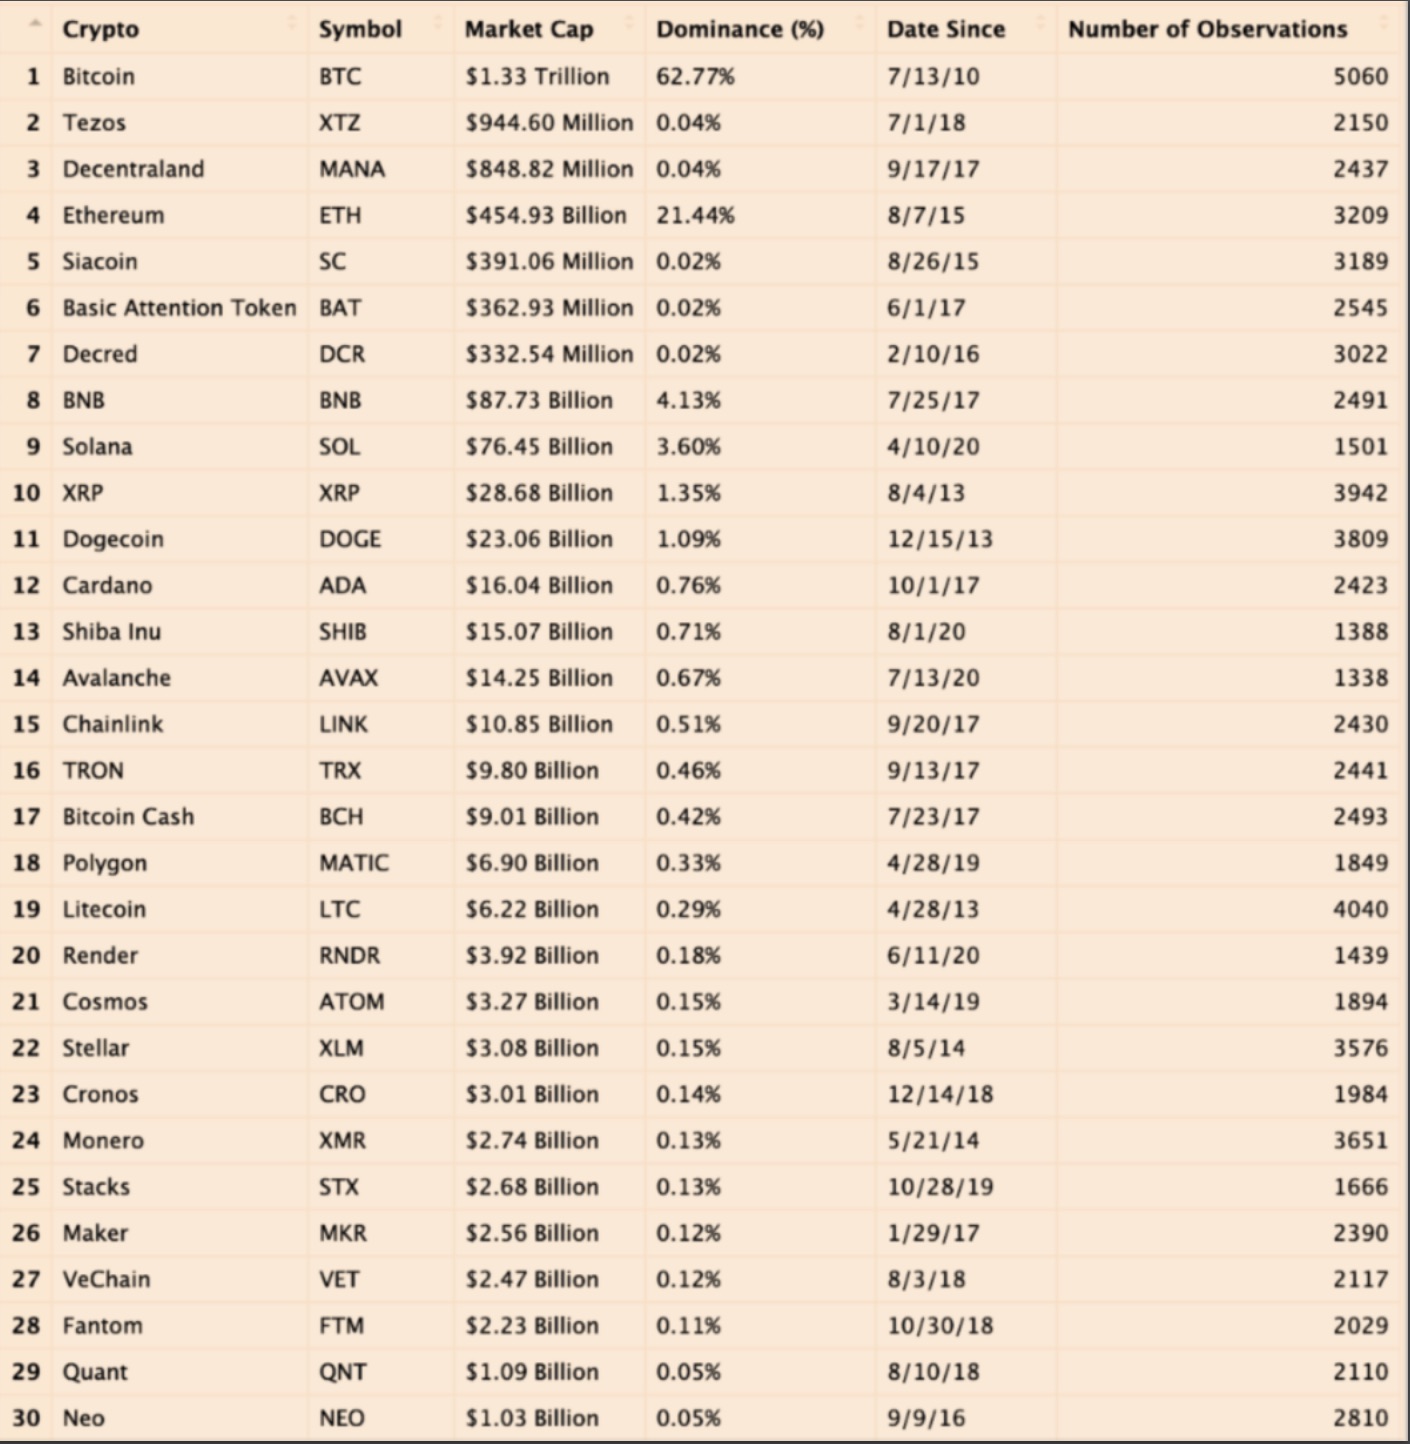 Crypto Symbol Market Cap Dominance (%) Date Since Number of Observations
1 Bitcoin BTC $1.33 Trillion 62.77% 7/13/10 5060
2 Tezos XTZ $944.60 Million 0.04% 7/1/18 2150
3 Decentraland MANA $848.82 Million 0.04% 9/17/17 2437
4 Ethereum ETH $454.93 Billion 21.44% 8/7/15 3209
5 Siacoin SC $391.06 Million 0.02% 8/26/15 3189
6 Basic Attention Token BAT $362.93 Million 0.02% 6/1/17 2545
7 Decred DCR $332.54 Million 0.02% 2/10/16 3022
8 BNB BNB $87.73 Billion 4.13% 7/25/17 2491
9 Solana SOL $76.45 Billion 3.60% 4/10/20 1501
10 XRP XRP $28.68 Billion 1.35% 8/4/13 3942
11 Dogecoin DOGE $23.06 Billion 1.09% 12/15/13 3809
12 Cardano ADA $16.04 Billion 0.76% 10/1/17 2423
13 Shiba Inu SHIB $15.07 Billion 0.71% 8/1/20 1388
14 Avalanche AVAX $14.25 Billion 0.67% 7/13/20 1338
15 Chainlink LINK $10.85 Billion 0.51% 9/20/17 2430
16 TRON TRX $9.80 Billion 0.46% 9/13/17 2441
17 Bitcoin Cash BCH $9.01 Billion 0.42% 7/23/17 2493
18 Polygon MATIC $6.90 Billion 0.33% 4/28/19 1849
19 Litecoin LTC $6.22 Billion 0.29% 4/28/13 4040
20 Render RNDR $3.92 Billion 0.18% 6/11/20 1439
21 Cosmos ATOM $3.27 Billion 0.15% 3/14/19 1894
22 Stellar XLM $3.08 Billion 0.15% 8/5/14 3576
23 Cronos CRO $3.01 Billion 0.14% 12/14/18 1984
24 Monero XMR $2.74 Billion 0.13% 5/21/14 3651
25 Stacks STX $2.68 Billion 0.13% 10/28/19 1666
26 Maker MKR $2.56 Billion 0.12% 1/29/17 2390
27 VeChain VET $2.47 Billion 0.12% 8/3/18 2117
28 Fantom FTM $2.23 Billion 0.11% 10/30/18 2029
29 Quant QNT $1.09 Billion 0.05% 8/10/18 2110
30 Neo NEO $1.03 Billion 0.05% 9/9/16 2810